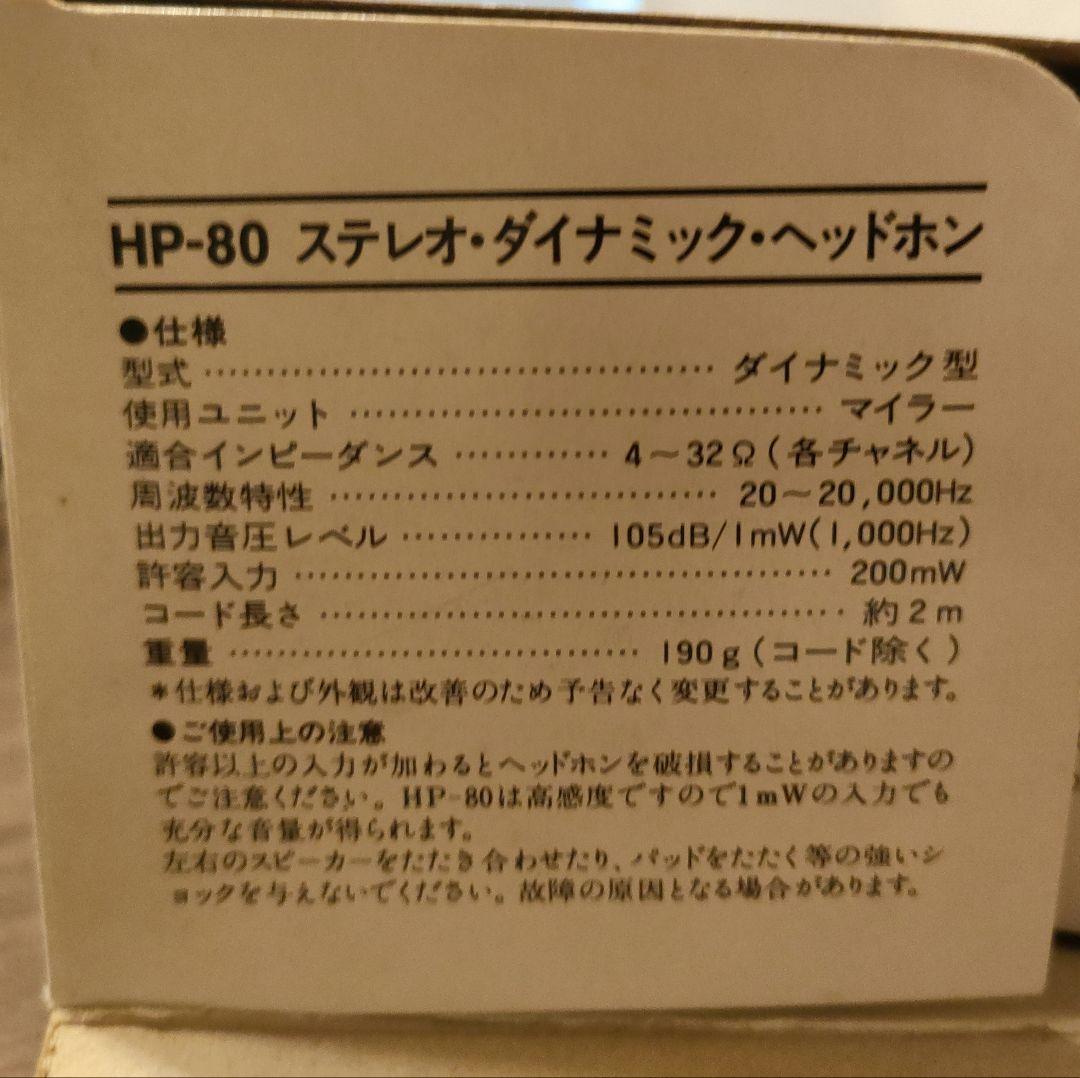 HP-80 ステレオ・ダイナミック・ヘッドホン
●仕様
型式 ………………………………………… ダイナミック型
使用ユニット …………………………………… マイラー
適合インピーダンス ………… 4～32Ω(各チャネル)
周波数特性 ……………………………… 20～20,000Hz
出力音圧レベル …………… 105dB/1mW(1,000Hz)
許容入力 ………………………………………… 200mW
コード長さ ……………………………………… 約2m
重量 ………………………………… 190g(コード除く)
*仕様および外観は改善のため予告なく変更することがあります。
●ご使用上の注意
許容以上の入力が加わるとヘッドホンを破損することがありますの
でご注意ください。HP-80は高感度ですので1mWの入力でも
充分な音量が得られます。
左右のスピーカーをたたき合わせたり、パッドをたたく等の強いシ
ョックを与えないでください。故障の原因となる場合があります。